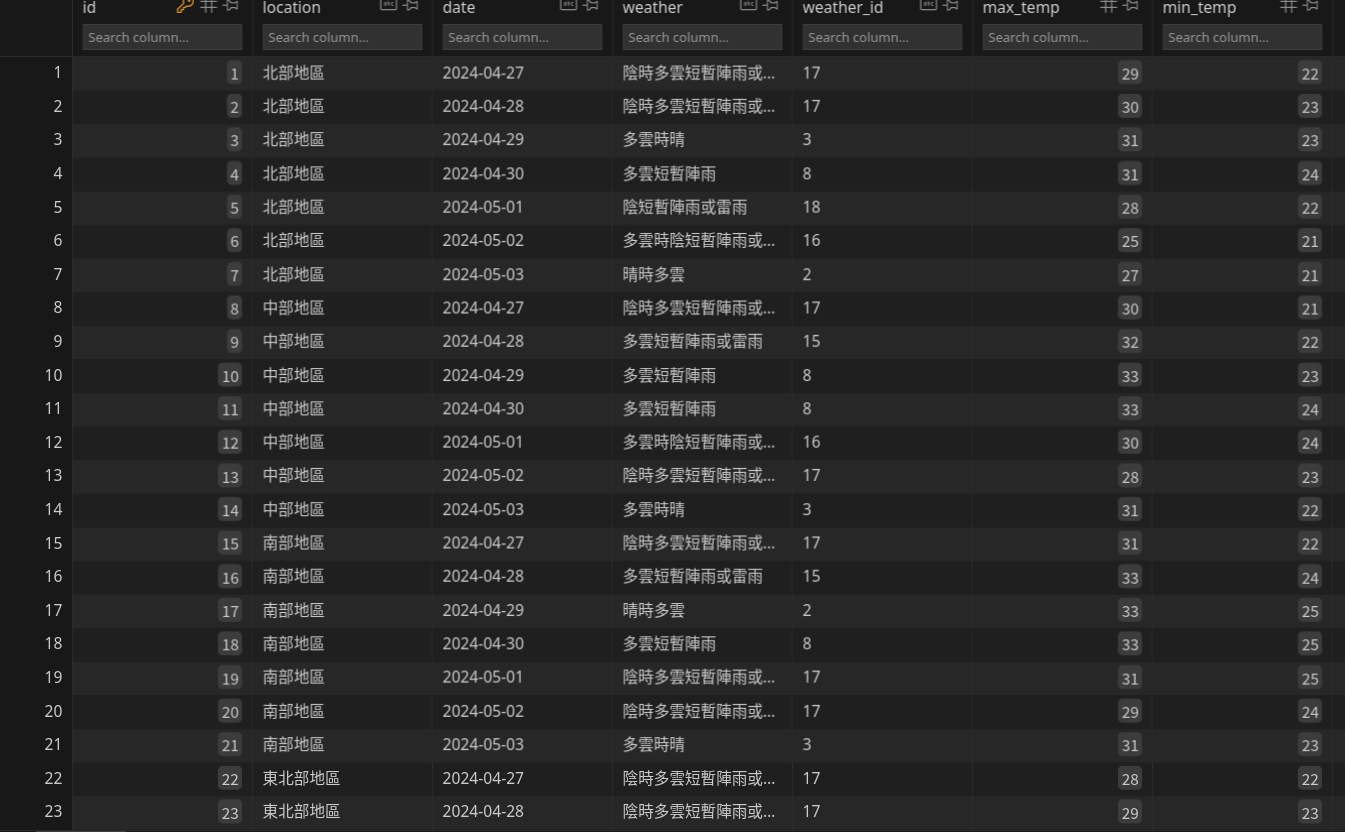 id location date weather weather_id max_temp min_temp
Search column... Search column... Search column... Search column... Search column... Search column... Search column...
1 1 北部地區 2024-04-27 陰時多雲短暫陣雨或... 17 29 22
2 2 北部地區 2024-04-28 陰時多雲短暫陣雨或... 17 30 23
3 3 北部地區 2024-04-29 多雲時晴 3 31 23
4 4 北部地區 2024-04-30 多雲短暫陣雨 8 31 24
5 5 北部地區 2024-05-01 陰短暫陣雨或雷雨 18 28 22
6 6 北部地區 2024-05-02 多雲時陰短暫陣雨或... 16 25 21
7 7 北部地區 2024-05-03 晴時多雲 2 27 21
8 8 中部地區 2024-04-27 陰時多雲短暫陣雨或... 17 30 21
9 9 中部地區 2024-04-28 多雲短暫陣雨或雷雨 15 32 22
10 10 中部地區 2024-04-29 多雲短暫陣雨 8 33 23
11 11 中部地區 2024-04-30 多雲短暫陣雨 8 33 24
12 12 中部地區 2024-05-01 多雲時陰短暫陣雨或... 16 30 24
13 13 中部地區 2024-05-02 陰時多雲短暫陣雨或... 17 28 23
14 14 中部地區 2024-05-03 多雲時晴 3 31 22
15 15 南部地區 2024-04-27 陰時多雲短暫陣雨或... 17 31 22
16 16 南部地區 2024-04-28 多雲短暫陣雨或雷雨 15 33 24
17 17 南部地區 2024-04-29 晴時多雲 2 33 25
18 18 南部地區 2024-04-30 多雲短暫陣雨 8 33 25
19 19 南部地區 2024-05-01 陰時多雲短暫陣雨或... 17 31 25
20 20 南部地區 2024-05-02 陰時多雲短暫陣雨或... 17 29 24
21 21 南部地區 2024-05-03 多雲時晴 3 31 23
22 22 東北部地區 2024-04-27 陰時多雲短暫陣雨或... 17 28 22
23 23 東北部地區 2024-04-28 陰時多雲短暫陣雨或... 17 29 23